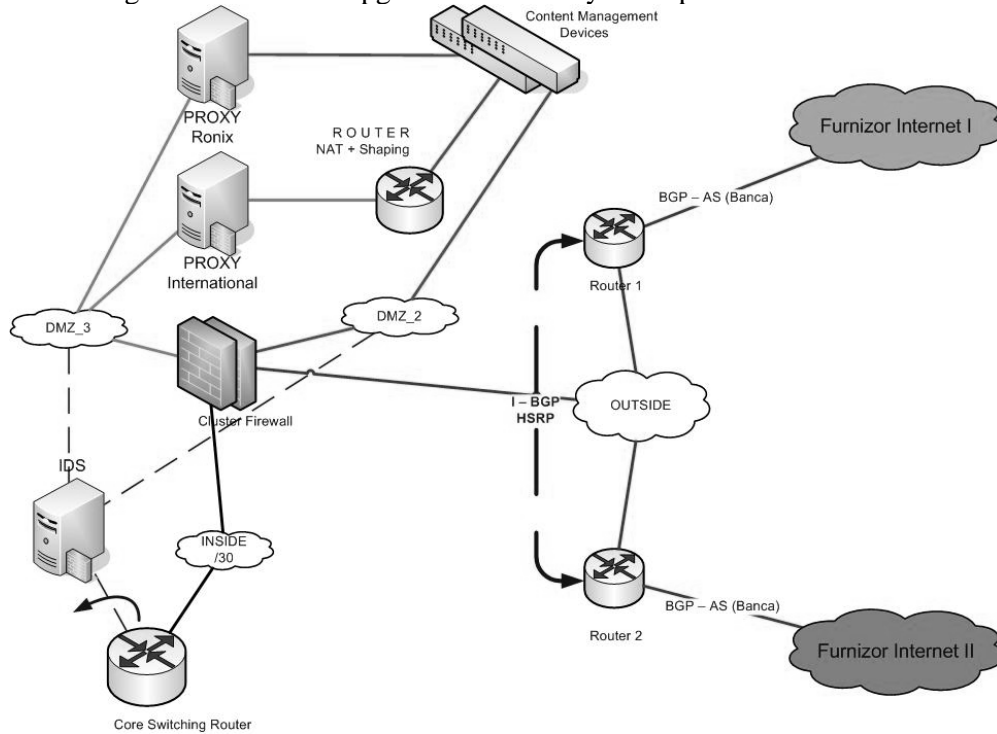 Content Management
Devices
PROXY
Ronix
R O U T E R
NAT + Shaping
Furnizor Internet I
BGP – AS (Banca)
PROXY
International
Router 1
DMZ_3
DMZ_2
I – BGP
HSRP
OUTSIDE
Cluster Firewall
IDS
INSIDE
/30
BGP – AS (Banca)
Router 2
Furnizor Internet II
Core Switching Router